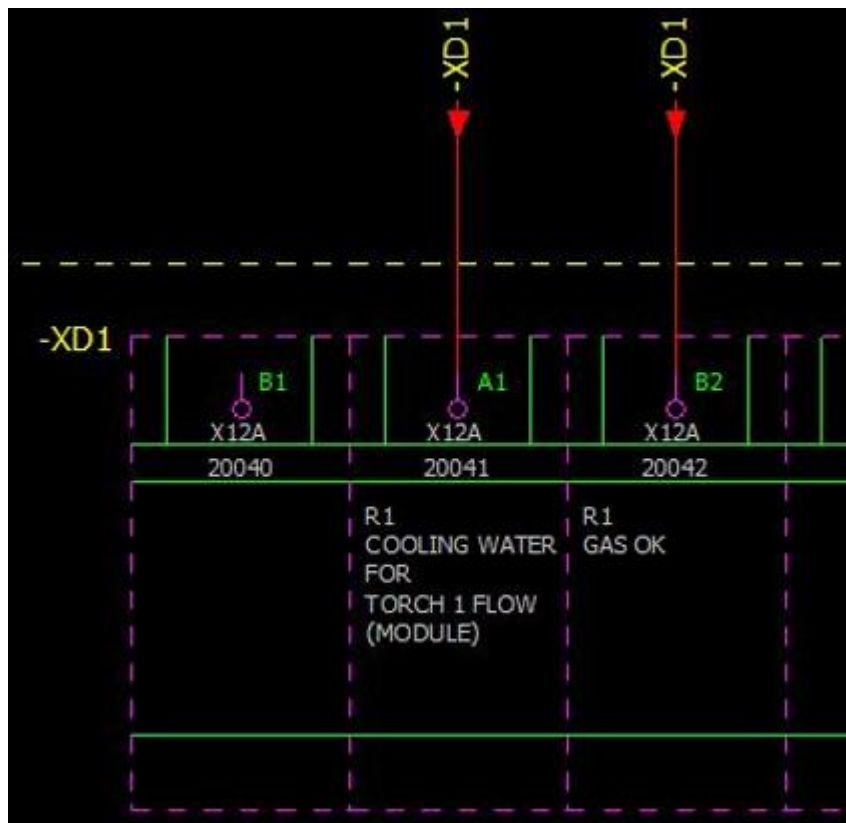 -XD1
-XD1
-XD1
B1
A1
B2
X12A
X12A
X12A
20040
20041
20042
R1
COOLING WATER
FOR
TORCH 1 FLOW
(MODULE)
R1
GAS OK